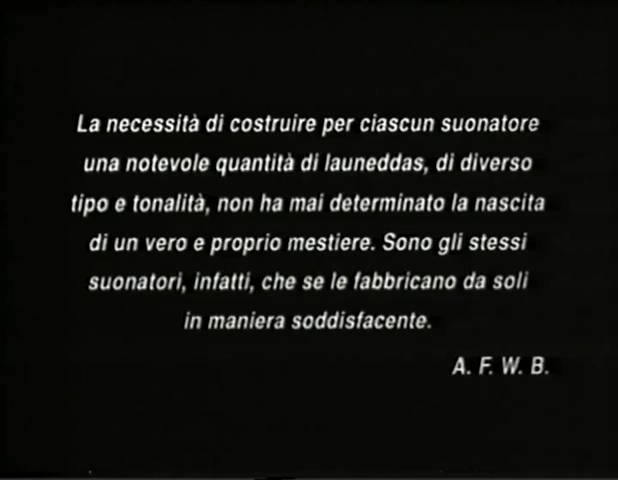 La necessità di costruire per ciascun suonatore
una notevole quantità di launeddas, di diverso
tipo e tonalità, non ha mai determinato la nascita
di un vero e proprio mestiere. Sono gli stessi
suonatori, infatti, che se le fabbricano da soli
in maniera soddisfacente.
A. F. W. B.